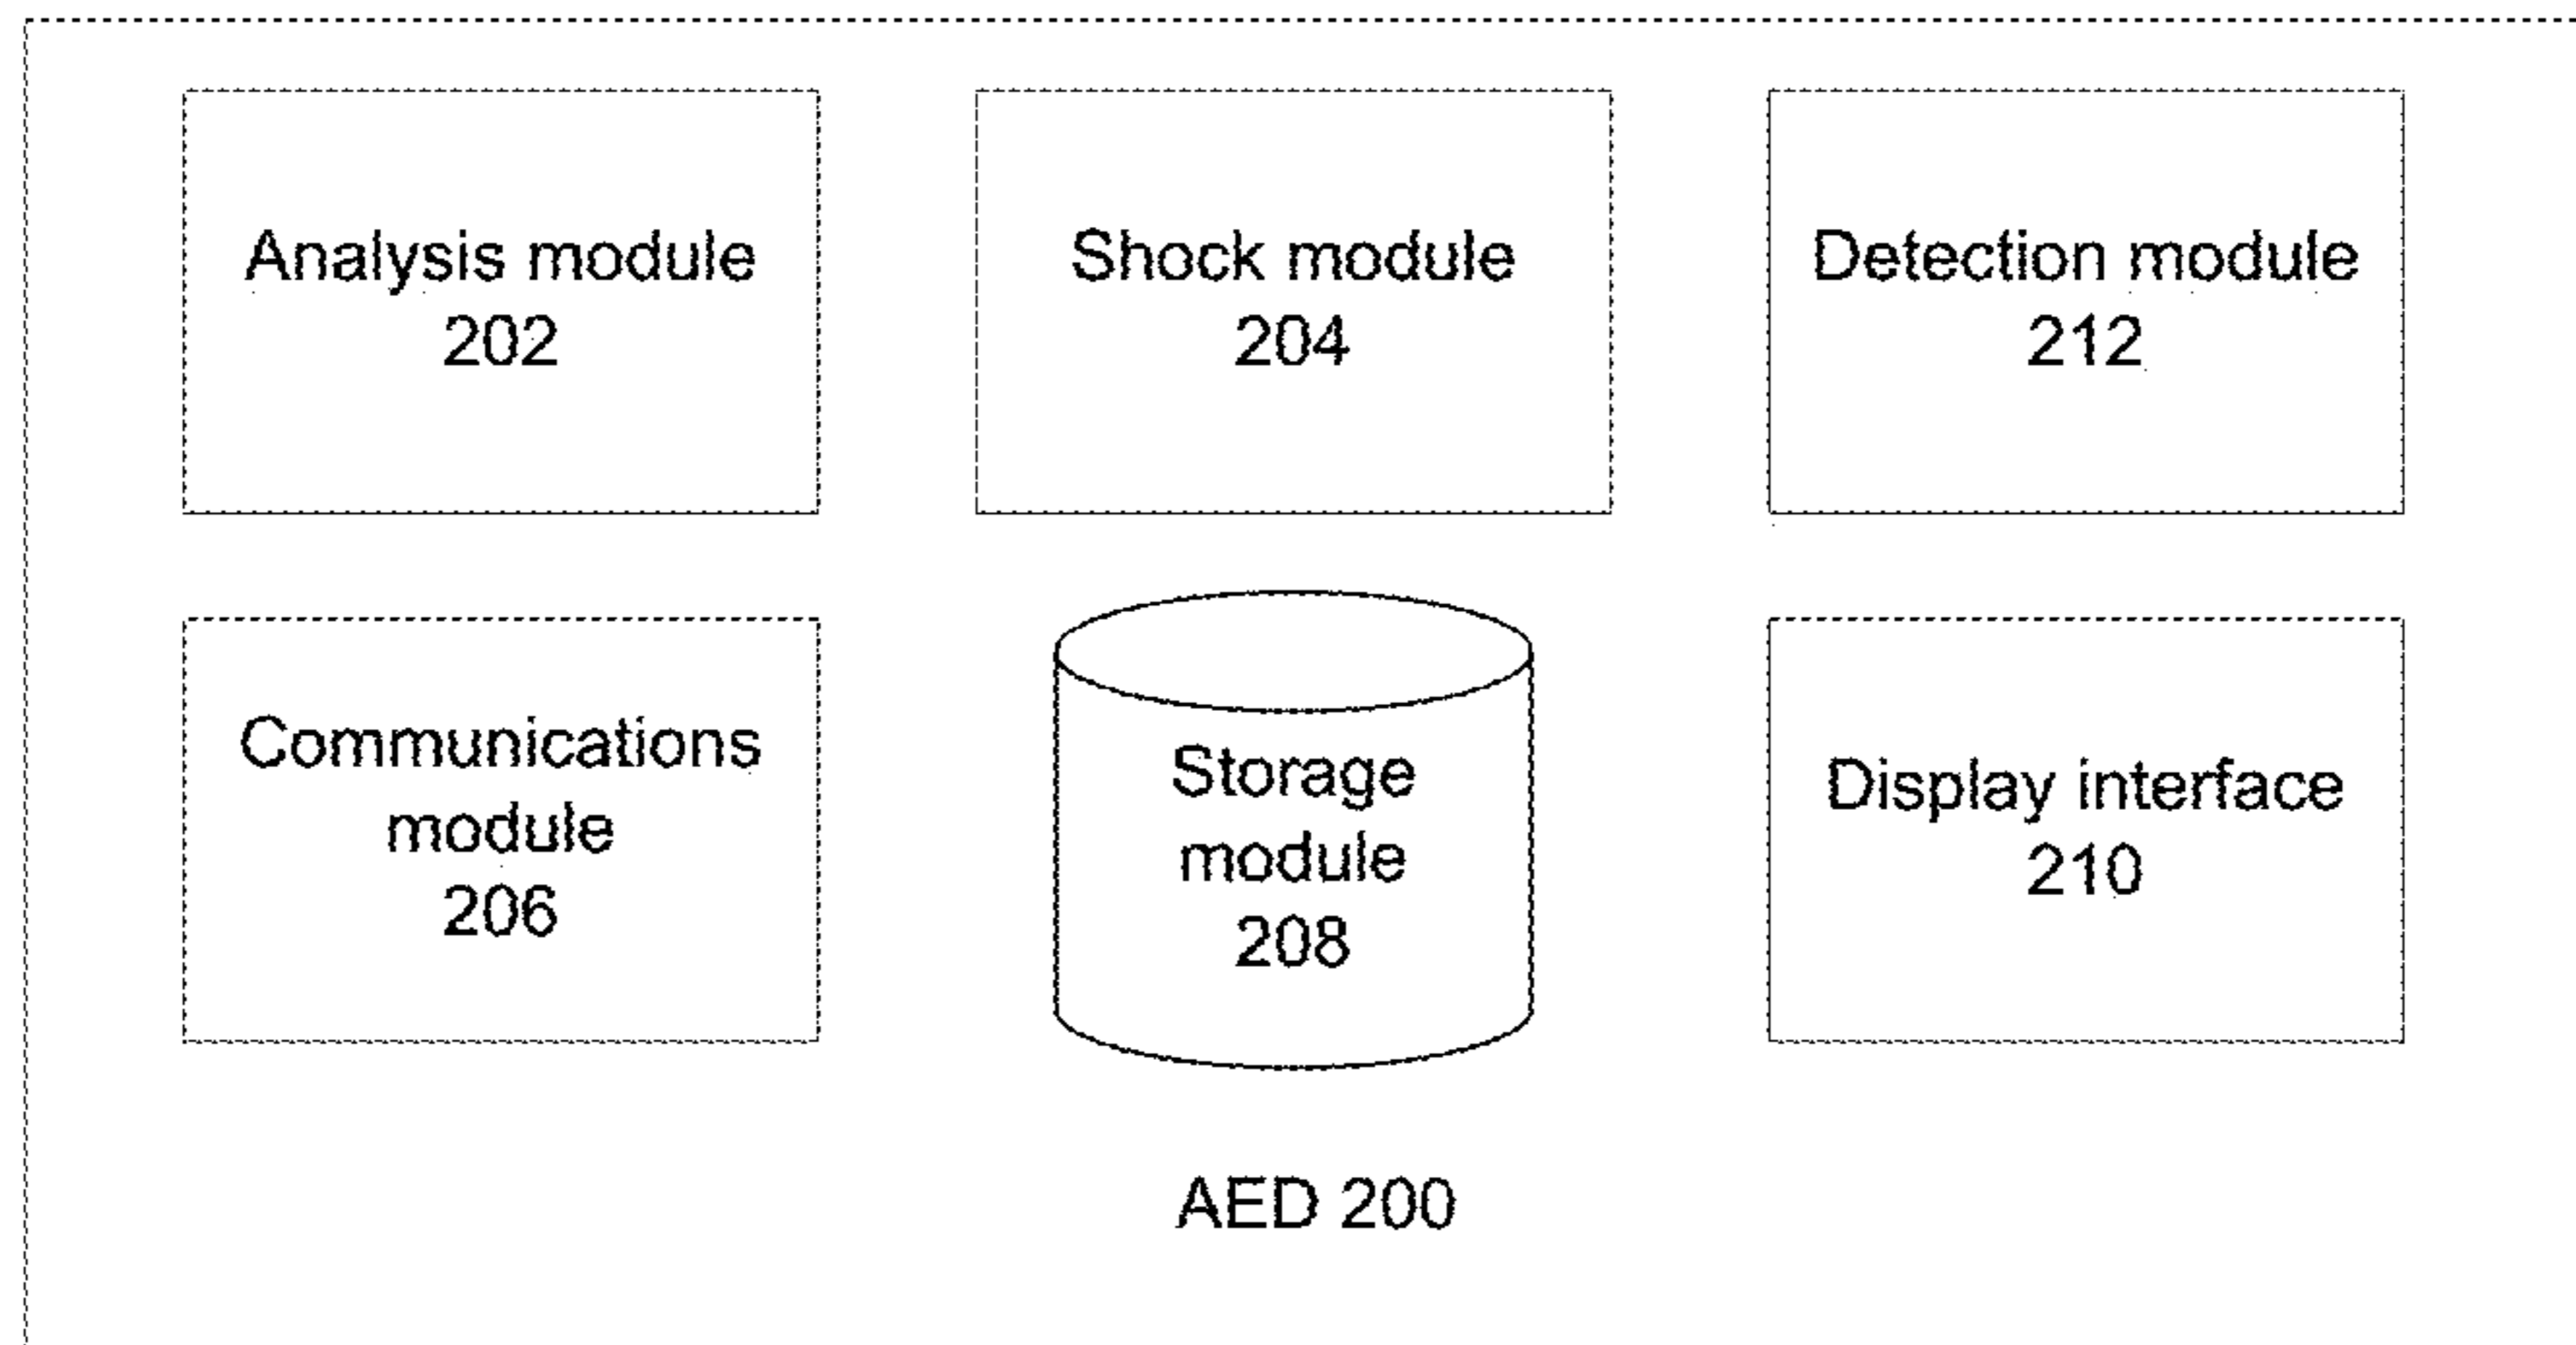 Analysis module
202
Shock module
204
Detection module
212
Communications
module
206
Storage
module
208
Display interface
210
AED 200